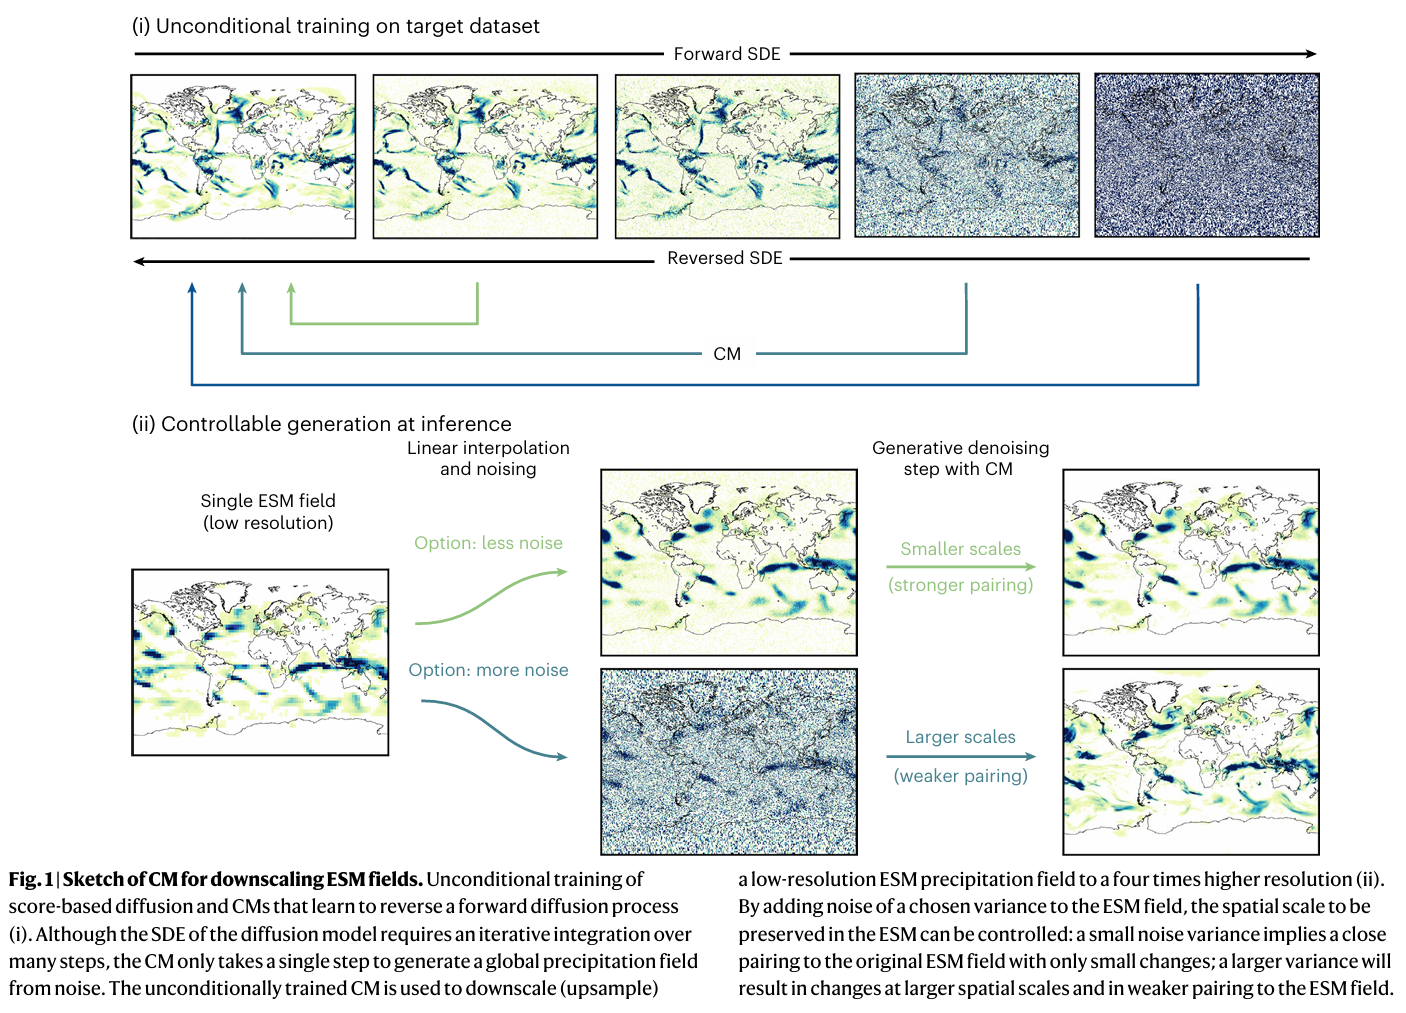 (i) Unconditional training on target dataset
Forward SDE
Reversed SDE
CM
(ii) Controllable generation at inference
Linear interpolation
and noising
Generative denoising
step with CM
Single ESM field
(low resolution)
Option: less noise
Smaller scales
(stronger pairing)
Option: more noise
Larger scales
(weaker pairing)
Fig. 1 | Sketch of CM for downscaling ESM fields. Unconditional training of
score-based diffusion and CMs that learn to reverse a forward diffusion process
(i). Although the SDE of the diffusion model requires an iterative integration over
many steps, the CM only takes a single step to generate a global precipitation field
from noise. The unconditionally trained CM is used to downscale (upsample)
a low-resolution ESM precipitation field to a four times higher resolution (ii).
By adding noise of a chosen variance to the ESM field, the spatial scale to be
preserved in the ESM can be controlled: a small noise variance implies a close
pairing to the original ESM field with only small changes; a larger variance will
result in changes at larger spatial scales and in weaker pairing to the ESM field.